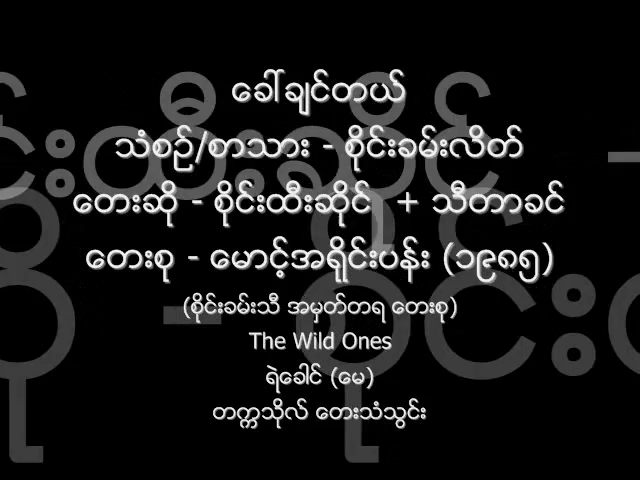 ခေါ်ချင်တယ်
သံစဉ်/စာသား - စိုင်းခမ်းလိတ်
တေးဆို - စိုင်းထီးဆိုင် + သီတာခင်
တေးစု - မောင့်အရိုင်းပန်း (၁၉၈၅)
(စိုင်းခမ်းသီ အမှတ်တရ တေးစု)
The Wild Ones
ရဲခေါင် (မေ)
တက္ကသိုလ် တေးသံသွင်း